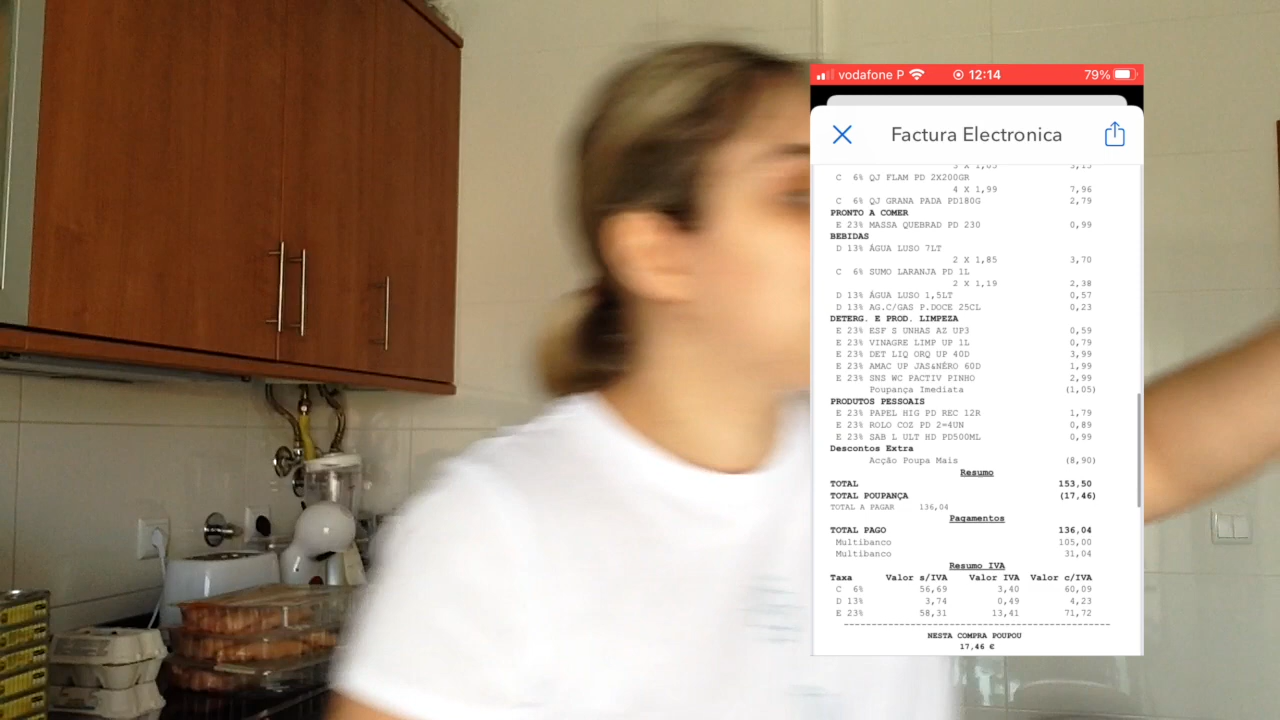 vodafone P 12:14 79%
Factura Electronica
C 6% QJ FLAM PD 2X200GR
4 X 1,99 7,96
C 6% QJ GRANA PADA PD180G 2,79
PRONTO A COMER
E 23% MASSA QUEBRAD PD 230 0,99
BEBIDAS
D 13% ÁGUA LUSO 7LT
2 X 1,85 3,70
C 6% SUMO LARANJA PD 1L
2 X 1,19 2,38
D 13% ÁGUA LUSO 1,5LT 0,57
D 13% AG.C/GAS P.DOCE 25CL 0,23
DETERG. E PROD. LIMPEZA
E 23% ESF S UNHAS AZ UP3 0,59
E 23% VINAGRE LIMP UP 1L 0,79
E 23% DET LIQ ORQ UP 40D 3,99
E 23% AMAC UP JAS&NÉRO 60D 1,99
E 23% SNS WC PACTIV PINHO 2,99
Poupança Imediata (1,05)
PRODUTOS PESSOAIS
E 23% PAPEL HIG PD REC 12R 1,79
E 23% ROLO COZ PD 2=4UN 0,89
E 23% SAB L ULT HD PD500ML 0,99
Descontos Extra
Acção Poupa Mais (8,90)
Resumo
TOTAL 153,50
TOTAL POUPANÇA (17,46)
TOTAL A PAGAR 136,04
Pagamentos
TOTAL PAGO 136,04
Multibanco 105,00
Multibanco 31,04
Resumo IVA
Taxa Valor s/IVA Valor IVA Valor c/IVA
C 6% 56,69 3,40 60,09
D 13% 3,74 0,49 4,23
E 23% 58,31 13,41 71,72
NESTA COMPRA POUPOU
17,46 €